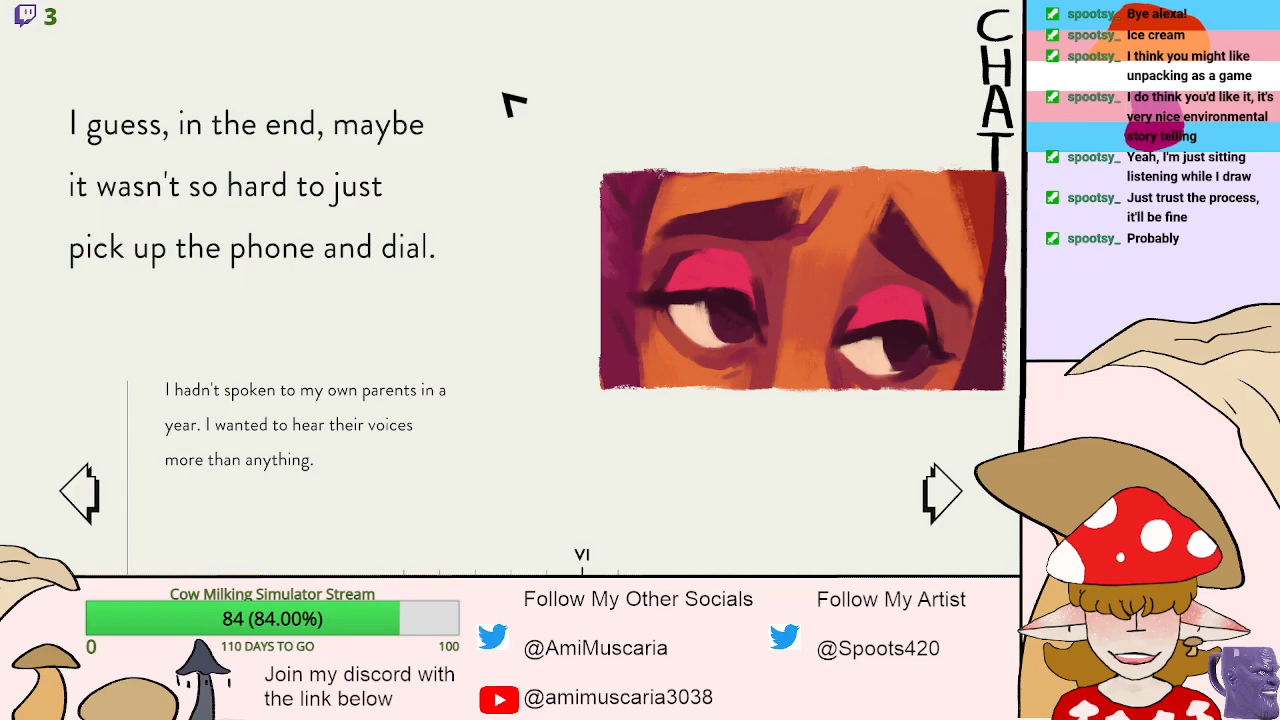 3
I guess, in the end, maybe
it wasn't so hard to just
pick up the phone and dial.
I hadn't spoken to my own parents in a
year. I wanted to hear their voices
more than anything.
VI
CHAT
spootsy_ Bye alexa!
spootsy_ Ice cream
spootsy_ I think you might like
unpacking as a game
spootsy_ I do think you'd like it, it's
very nice environmental
story telling
spootsy_ Yeah, I'm just sitting
listening while I draw
spootsy_ Just trust the process,
it'll be fine
spootsy_ Probably
Cow Milking Simulator Stream
84 (84.00%)
0
110 DAYS TO GO
100
Join my discord with
the link below
Follow My Other Socials
@AmiMuscaria
@amimuscaria3038
Follow My Artist
@Spoots420